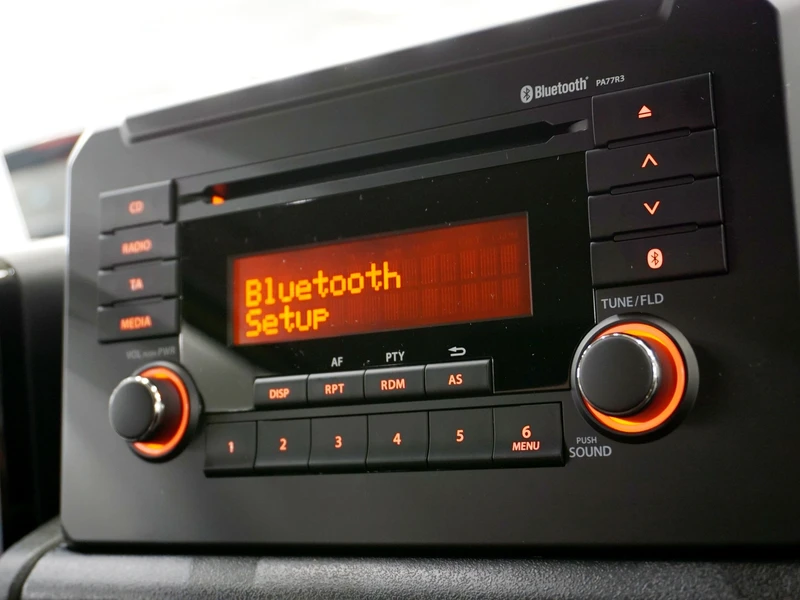 Bluetooth PA77R3
CD
RADIO
TA
MEDIA
Bluetooth
Setup
TUNE/FLD
VOL PUSH PWR
AF PTY
DISP RPT RDM AS
1 2 3 4 5 6
MENU
PUSH
SOUND